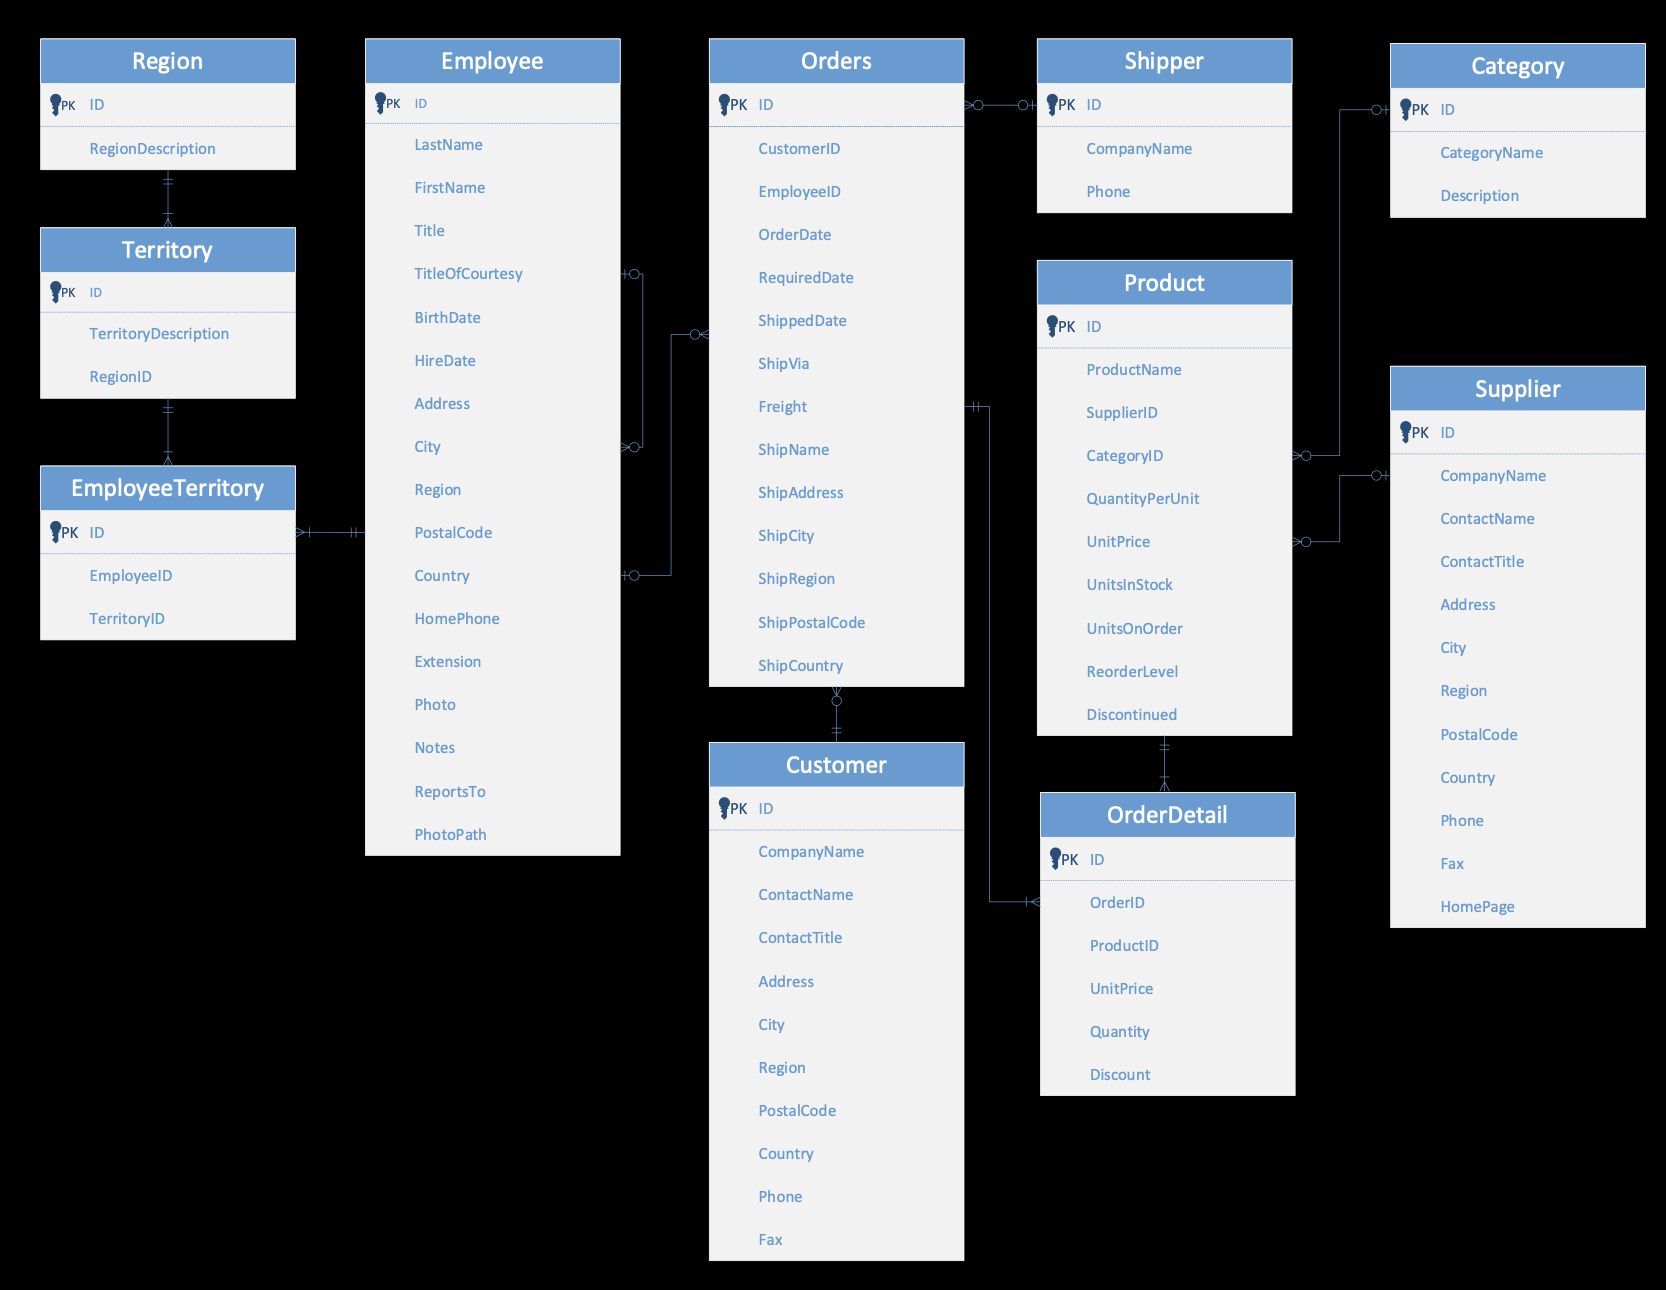 Region
PK ID
RegionDescription
Territory
PK ID
TerritoryDescription
RegionID
EmployeeTerritory
PK ID
EmployeeID
TerritoryID
Employee
PK ID
LastName
FirstName
Title
TitleOfCourtesy
BirthDate
HireDate
Address
City
Region
PostalCode
Country
HomePhone
Extension
Photo
Notes
ReportsTo
PhotoPath
Orders
PK ID
CustomerID
EmployeeID
OrderDate
RequiredDate
ShippedDate
ShipVia
Freight
ShipName
ShipAddress
ShipCity
ShipRegion
ShipPostalCode
ShipCountry
Customer
PK ID
CompanyName
ContactName
ContactTitle
Address
City
Region
PostalCode
Country
Phone
Fax
Shipper
PK ID
CompanyName
Phone
Product
PK ID
ProductName
SupplierID
CategoryID
QuantityPerUnit
UnitPrice
UnitsInStock
UnitsOnOrder
ReorderLevel
Discontinued
OrderDetail
PK ID
OrderID
ProductID
UnitPrice
Quantity
Discount
Category
PK ID
CategoryName
Description
Supplier
PK ID
CompanyName
ContactName
ContactTitle
Address
City
Region
PostalCode
Country
Phone
Fax
HomePage